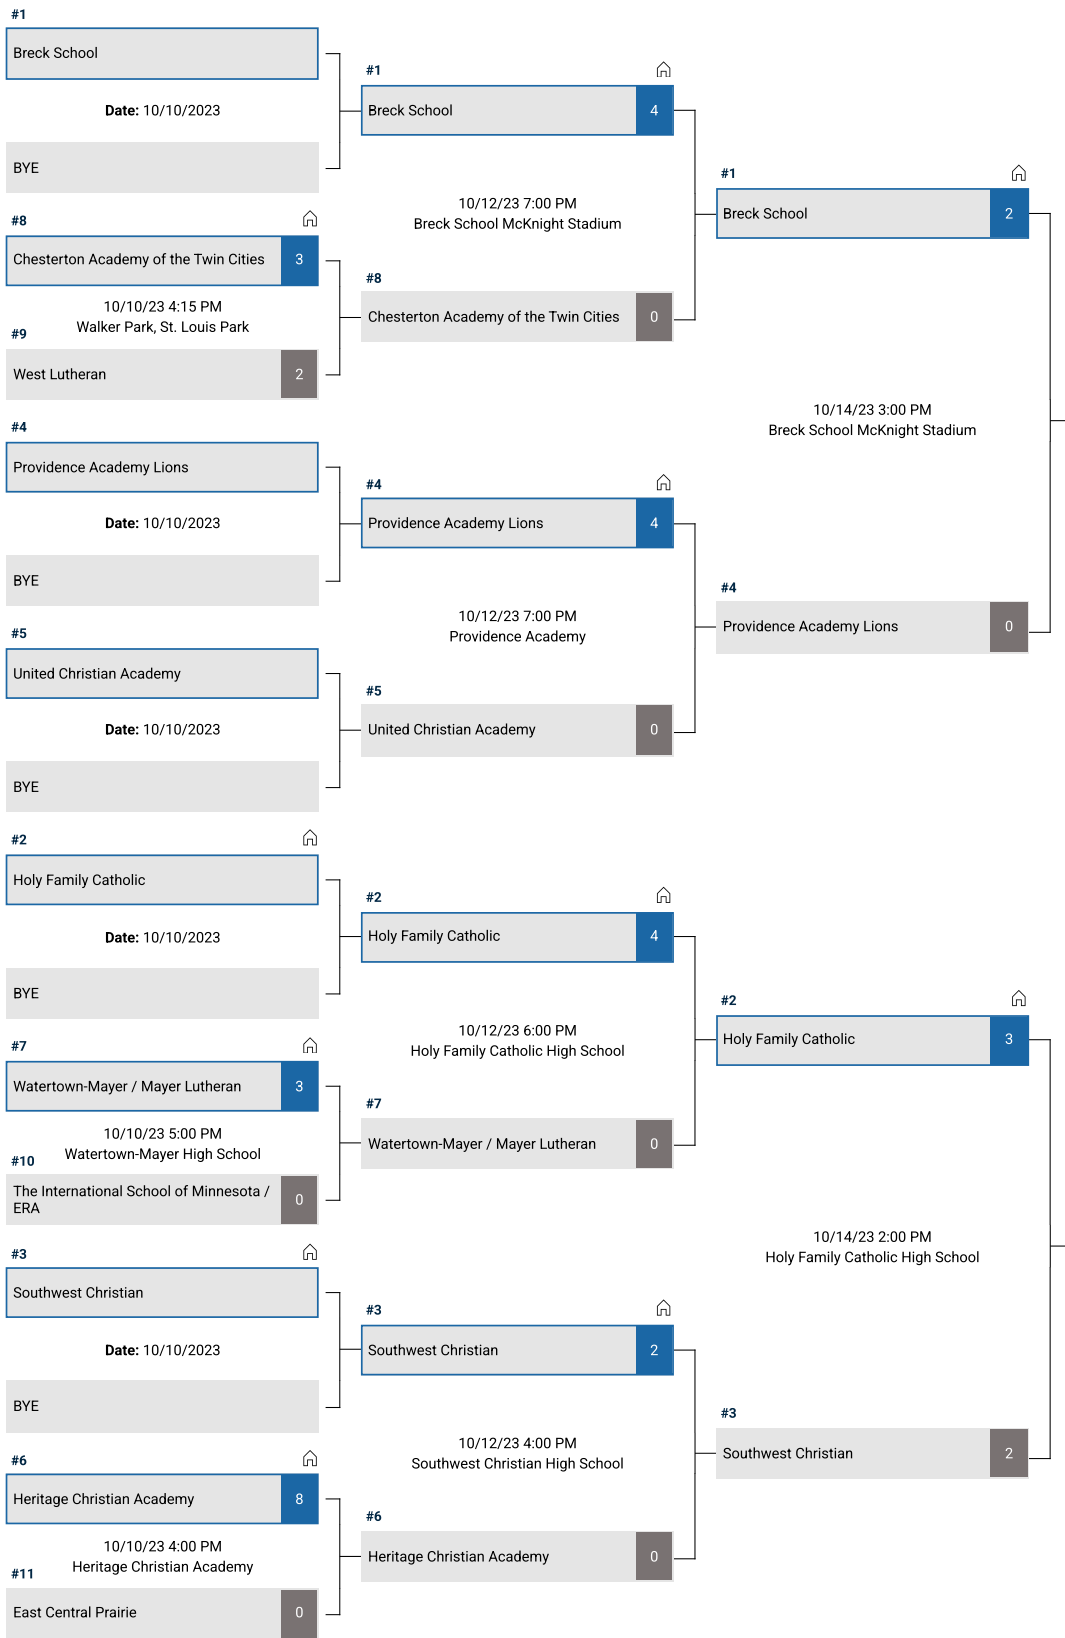 #1
Breck School
Date: 10/10/2023
BYE
#8
Chesterton Academy of the Twin Cities
3
10/10/23 4:15 PM
Walker Park, St. Louis Park
#9
West Lutheran
2
#4
Providence Academy Lions
Date: 10/10/2023
BYE
#5
United Christian Academy
Date: 10/10/2023
BYE
#2
Holy Family Catholic
Date: 10/10/2023
BYE
#7
Watertown-Mayer / Mayer Lutheran
3
10/10/23 5:00 PM
Watertown-Mayer High School
#10
The International School of Minnesota /
ERA
0
#3
Southwest Christian
Date: 10/10/2023
BYE
#6
Heritage Christian Academy
8
10/10/23 4:00 PM
Heritage Christian Academy
#11
East Central Prairie
0
#1
Breck School
4
10/12/23 7:00 PM
Breck School McKnight Stadium
#8
Chesterton Academy of the Twin Cities
0
#4
Providence Academy Lions
4
10/12/23 7:00 PM
Providence Academy
#5
United Christian Academy
0
#2
Holy Family Catholic
4
10/12/23 6:00 PM
Holy Family Catholic High School
#7
Watertown-Mayer / Mayer Lutheran
0
#3
Southwest Christian
2
10/12/23 4:00 PM
Southwest Christian High School
#6
Heritage Christian Academy
0
#1
Breck School
2
10/14/23 3:00 PM
Breck School McKnight Stadium
#4
Providence Academy Lions
0
#2
Holy Family Catholic
3
10/14/23 2:00 PM
Holy Family Catholic High School
#3
Southwest Christian
2